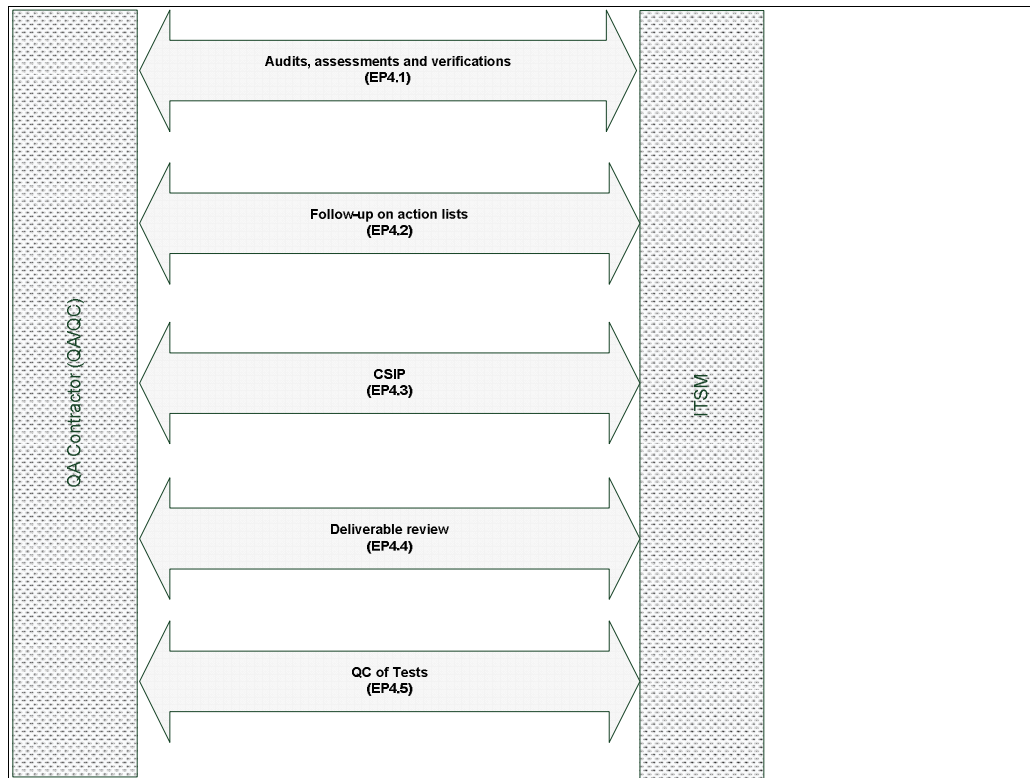 Audits, assessments and verifications
(EP4.1)
Follow-up on action lists
(EP4.2)
QA Contractor (QA/QC)
CSIP
(EP4.3)
ITSM
Deliverable review
(EP4.4)
QC of Tests
(EP4.5)